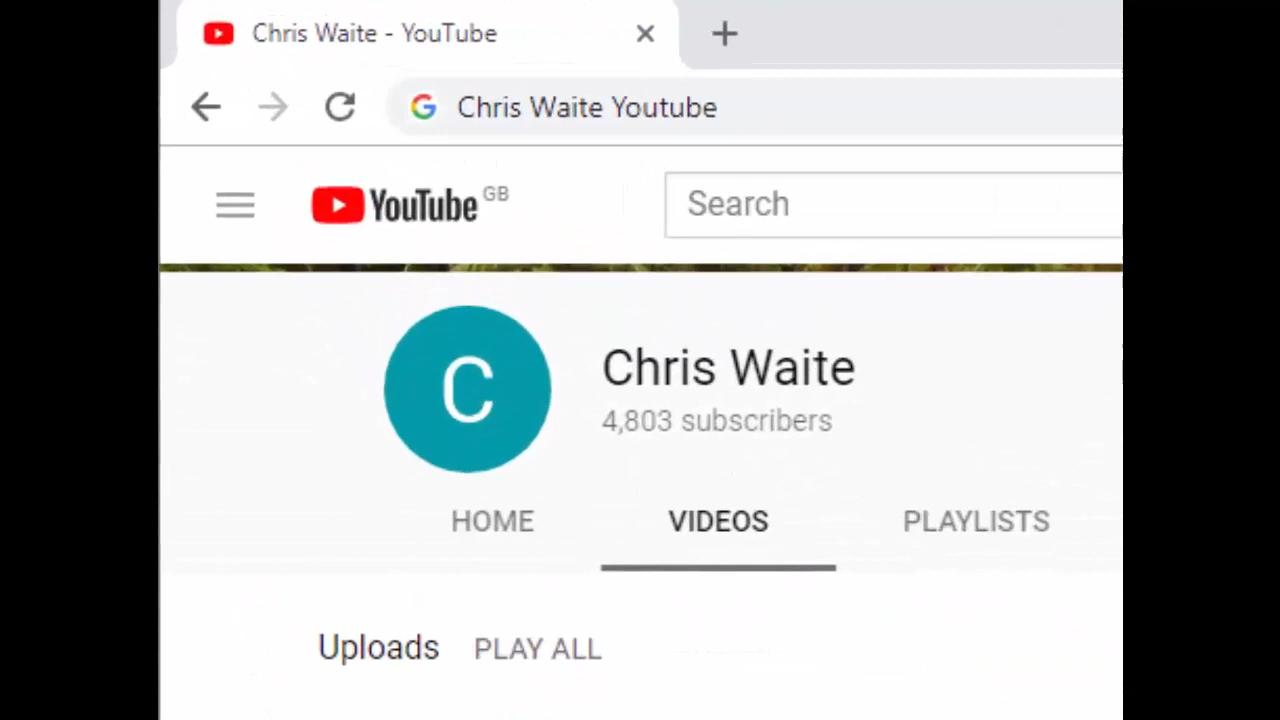 Chris Waite - YouTube
Chris Waite Youtube
YouTube GB
Search
Chris Waite
4,803 subscribers
HOME VIDEOS PLAYLISTS
Uploads PLAY ALL